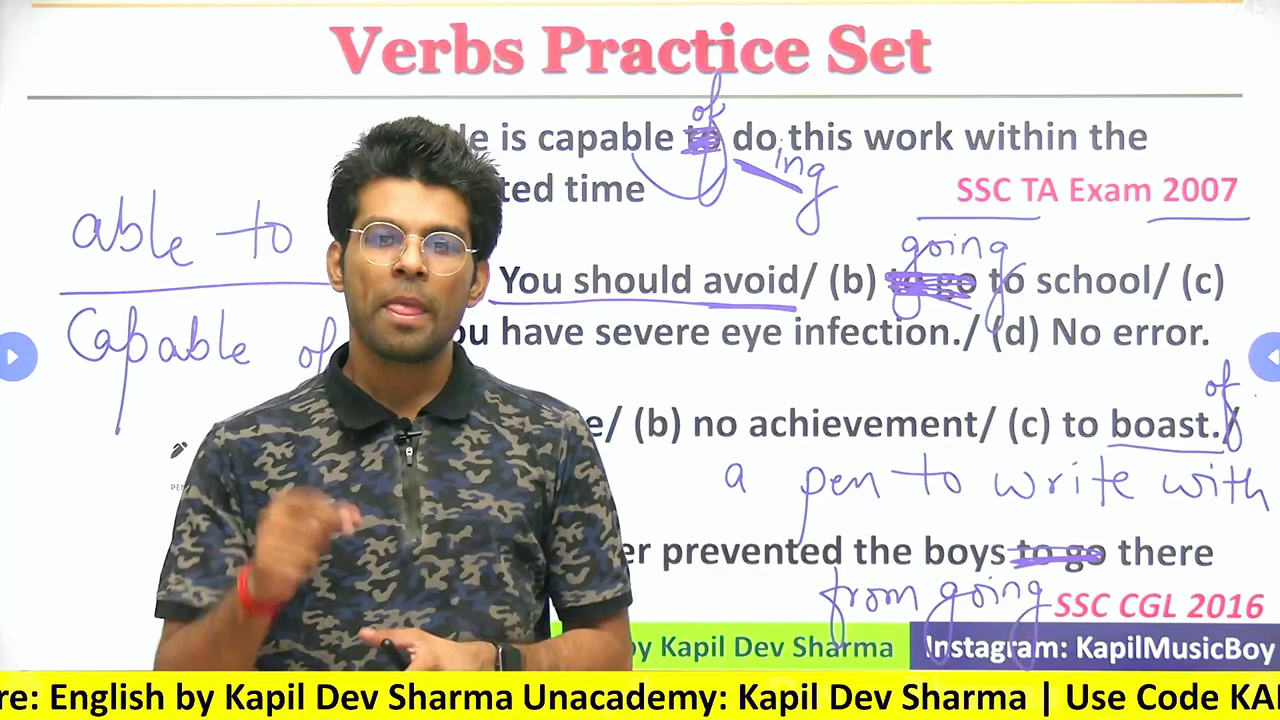 Verbs Practice Set
of
He is capable to do this work within the
ing
ted time SSC TA Exam 2007
able to
going
You should avoid/ (b) to go to school/ (c)
Capable of
ou have severe eye infection./ (d) No error.
of
e/ (b) no achievement/ (c) to boast./
a pen to write with
er prevented the boys to go there
from going
SSC CGL 2016
by Kapil Dev Sharma Instagram: KapilMusicBoy
re: English by Kapil Dev Sharma Unacademy: Kapil Dev Sharma | Use Code KA